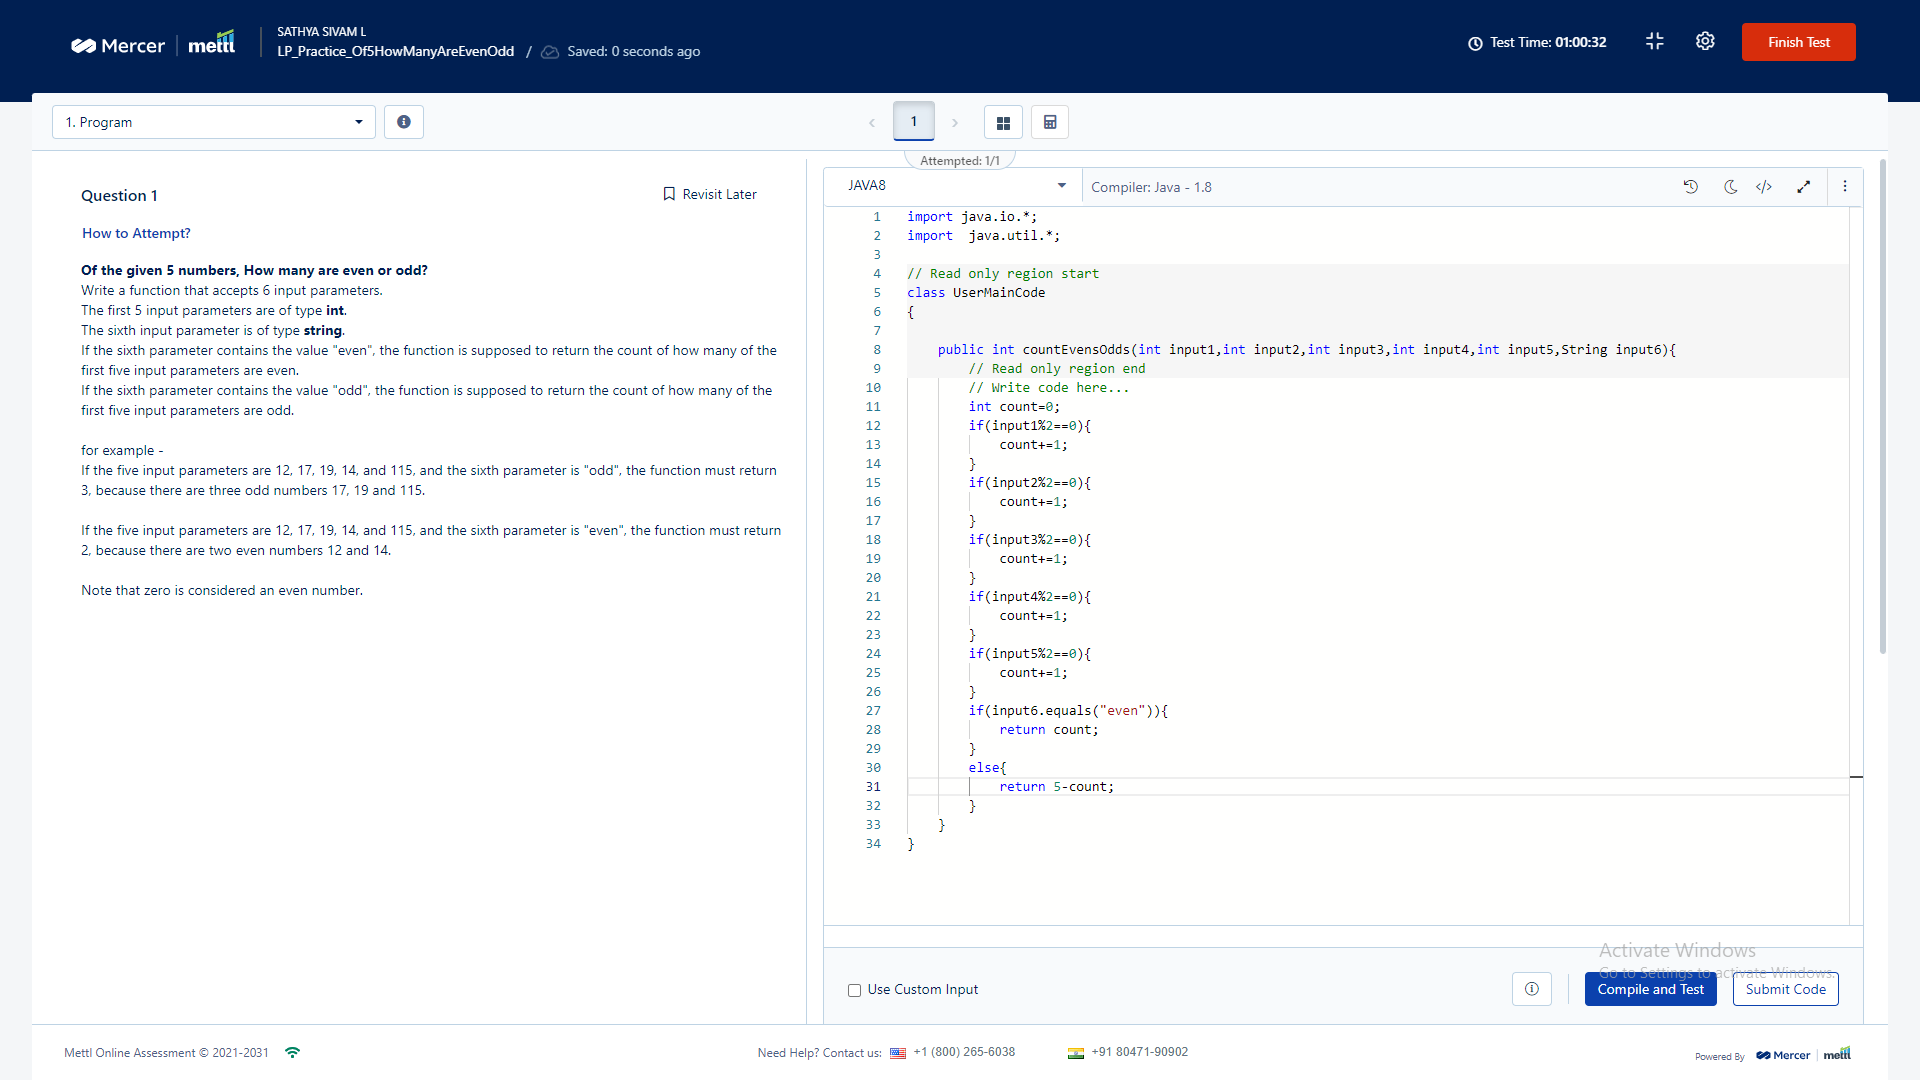 Mercer | mettl
SATHYA SIVAM L
LP_Practice_Of5HowManyAreEvenOdd / Saved: 0 seconds ago
Test Time: 01:00:32
Finish Test
1. Program
1
Attempted: 1/1
Question 1
Revisit Later
How to Attempt?
Of the given 5 numbers, How many are even or odd?
Write a function that accepts 6 input parameters.
The first 5 input parameters are of type int.
The sixth input parameter is of type string.
If the sixth parameter contains the value "even", the function is supposed to return the count of how many of the
first five input parameters are even.
If the sixth parameter contains the value "odd", the function is supposed to return the count of how many of the
first five input parameters are odd.
for example -
If the five input parameters are 12, 17, 19, 14, and 115, and the sixth parameter is "odd", the function must return
3, because there are three odd numbers 17, 19 and 115.
If the five input parameters are 12, 17, 19, 14, and 115, and the sixth parameter is "even", the function must return
2, because there are two even numbers 12 and 14.
Note that zero is considered an even number.
JAVA8
Compiler: Java - 1.8
1 import java.io.*;
2 import  java.util.*;
3
4 // Read only region start
5 class UserMainCode
6 {
7
8     public int countEvensOdds(int input1,int input2,int input3,int input4,int input5,String input6){
9         // Read only region end
10         // Write code here...
11         int count=0;
12         if(input1%2==0){
13             count+=1;
14         }
15         if(input2%2==0){
16             count+=1;
17         }
18         if(input3%2==0){
19             count+=1;
20         }
21         if(input4%2==0){
22             count+=1;
23         }
24         if(input5%2==0){
25             count+=1;
26         }
27         if(input6.equals("even")){
28             return count;
29         }
30         else{
31             return 5-count;
32         }
33     }
34 }
Activate Windows
Go to Settings to activate Windows.
Use Custom Input
Compile and Test
Submit Code
Mettl Online Assessment © 2021-2031
Need Help? Contact us: +1 (800) 265-6038
+91 80471-90902
Powered By Mercer | mettl